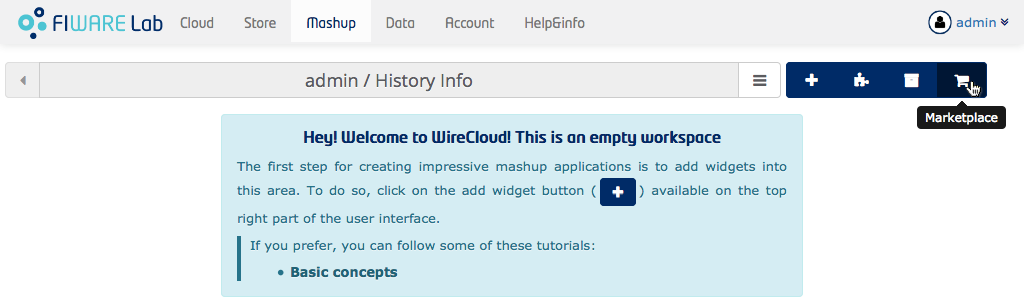 FIWARE Lab Cloud Store Mashup Data Account Help&info admin
admin / History Info
Marketplace
Hey! Welcome to WireCloud! This is an empty workspace
The first step for creating impressive mashup applications is to add widgets into
this area. To do so, click on the add widget button ( + ) available on the top
right part of the user interface.
If you prefer, you can follow some of these tutorials:
• Basic concepts